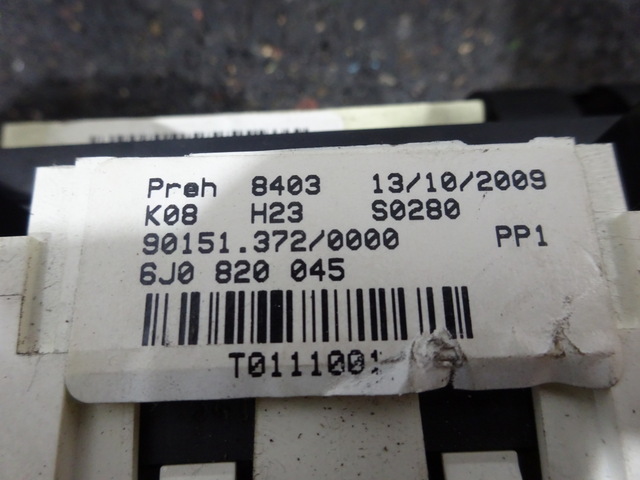 Preh 8403 13/10/2009
K08 H23 S0280
90151.372/0000 PP1
6J0 820 045